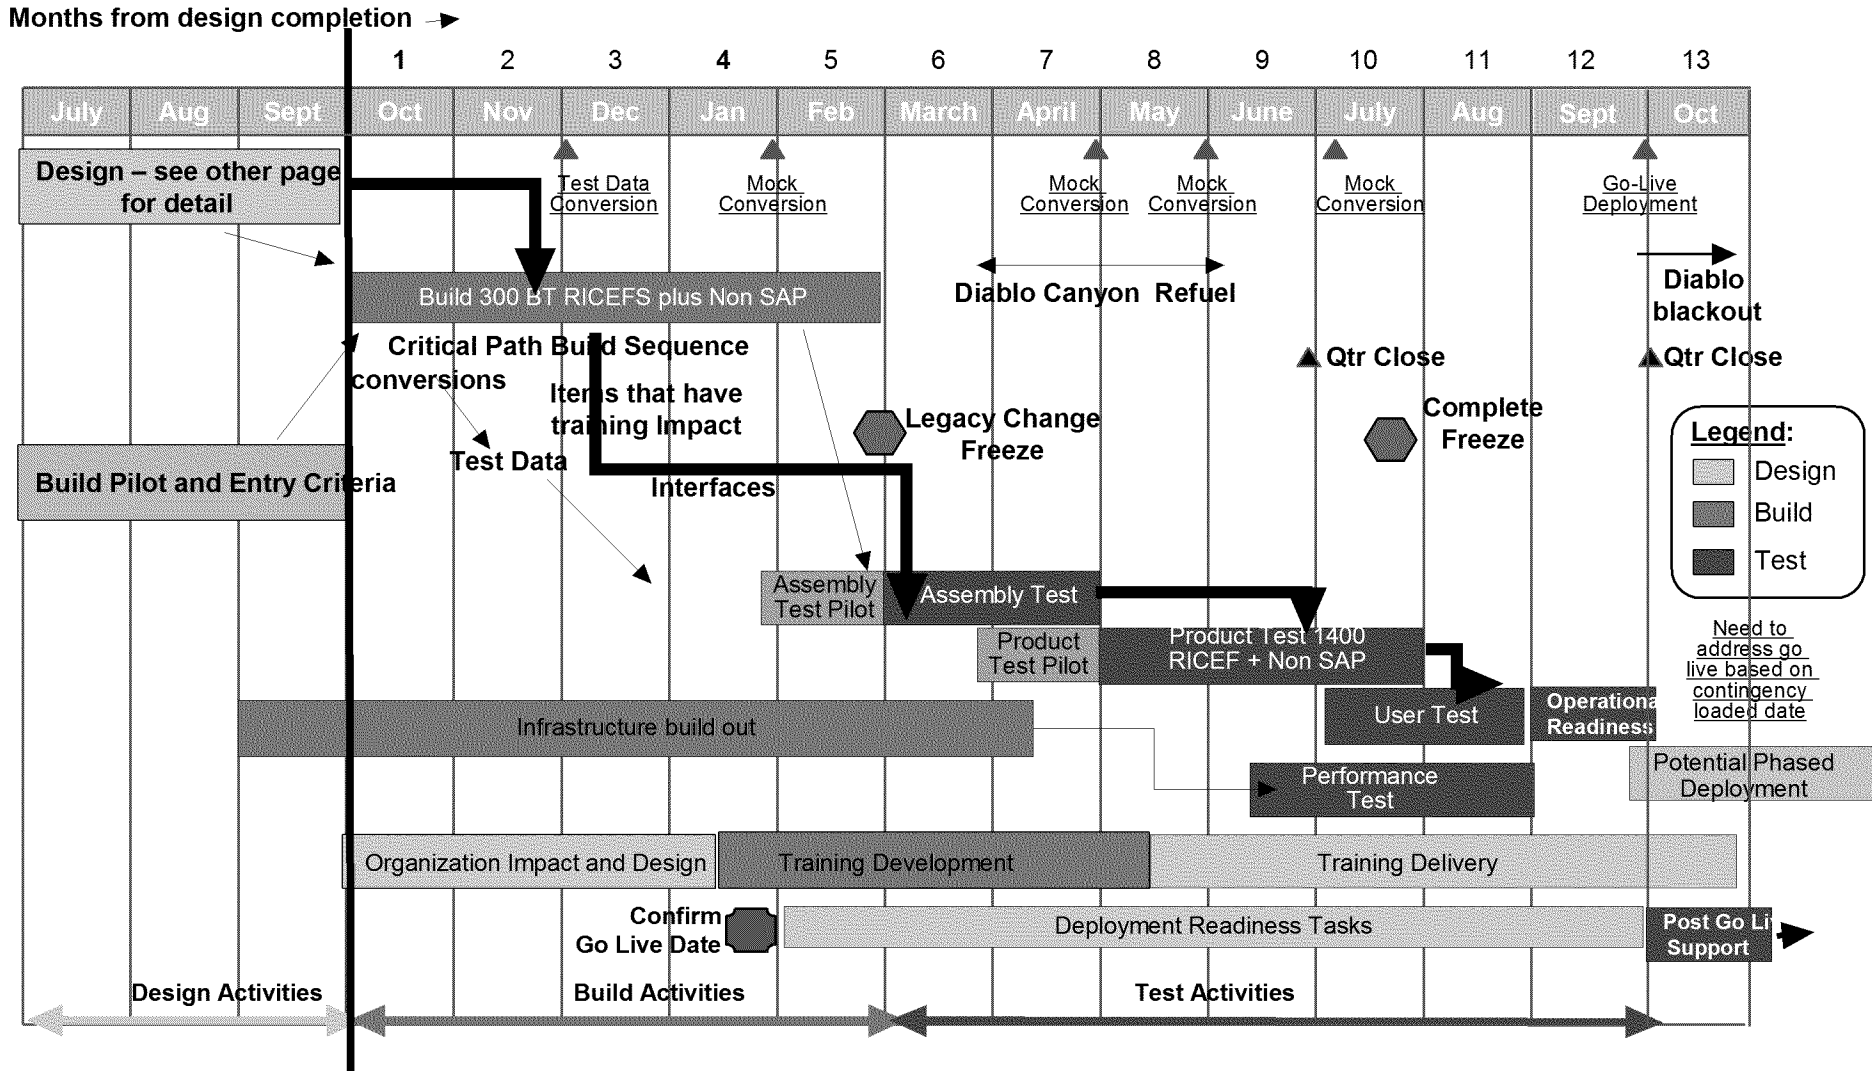 Months from design completion
1 2 3 4 5 6 7 8 9 10 11 12 13
July Aug Sept Oct Nov Dec Jan Feb March April May June July Aug Sept Oct
Design – see other page
for detail
Test Data
Conversion
Mock
Conversion
Mock
Conversion
Mock
Conversion
Mock
Conversion
Go-Live
Deployment
Build 300 BT RICEFS plus Non SAP
Diablo Canyon Refuel
Diablo
blackout
Critical Path Build Sequence
conversions
Items that have
training Impact
Test Data
Interfaces
Qtr Close
Qtr Close
Legacy Change
Freeze
Complete
Freeze
Build Pilot and Entry Criteria
Legend:
Design
Build
Test
Assembly
Test Pilot
Assembly Test
Product
Test Pilot
Product Test 1400
RICEF + Non SAP
Need to
address go
live based on
contingency
loaded date
Infrastructure build out
User Test
Operationa
Readiness
Performance
Test
Potential Phased
Deployment
Organization Impact and Design
Training Development
Training Delivery
Confirm
Go Live Date
Deployment Readiness Tasks
Post Go Li
Support
Design Activities
Build Activities
Test Activities